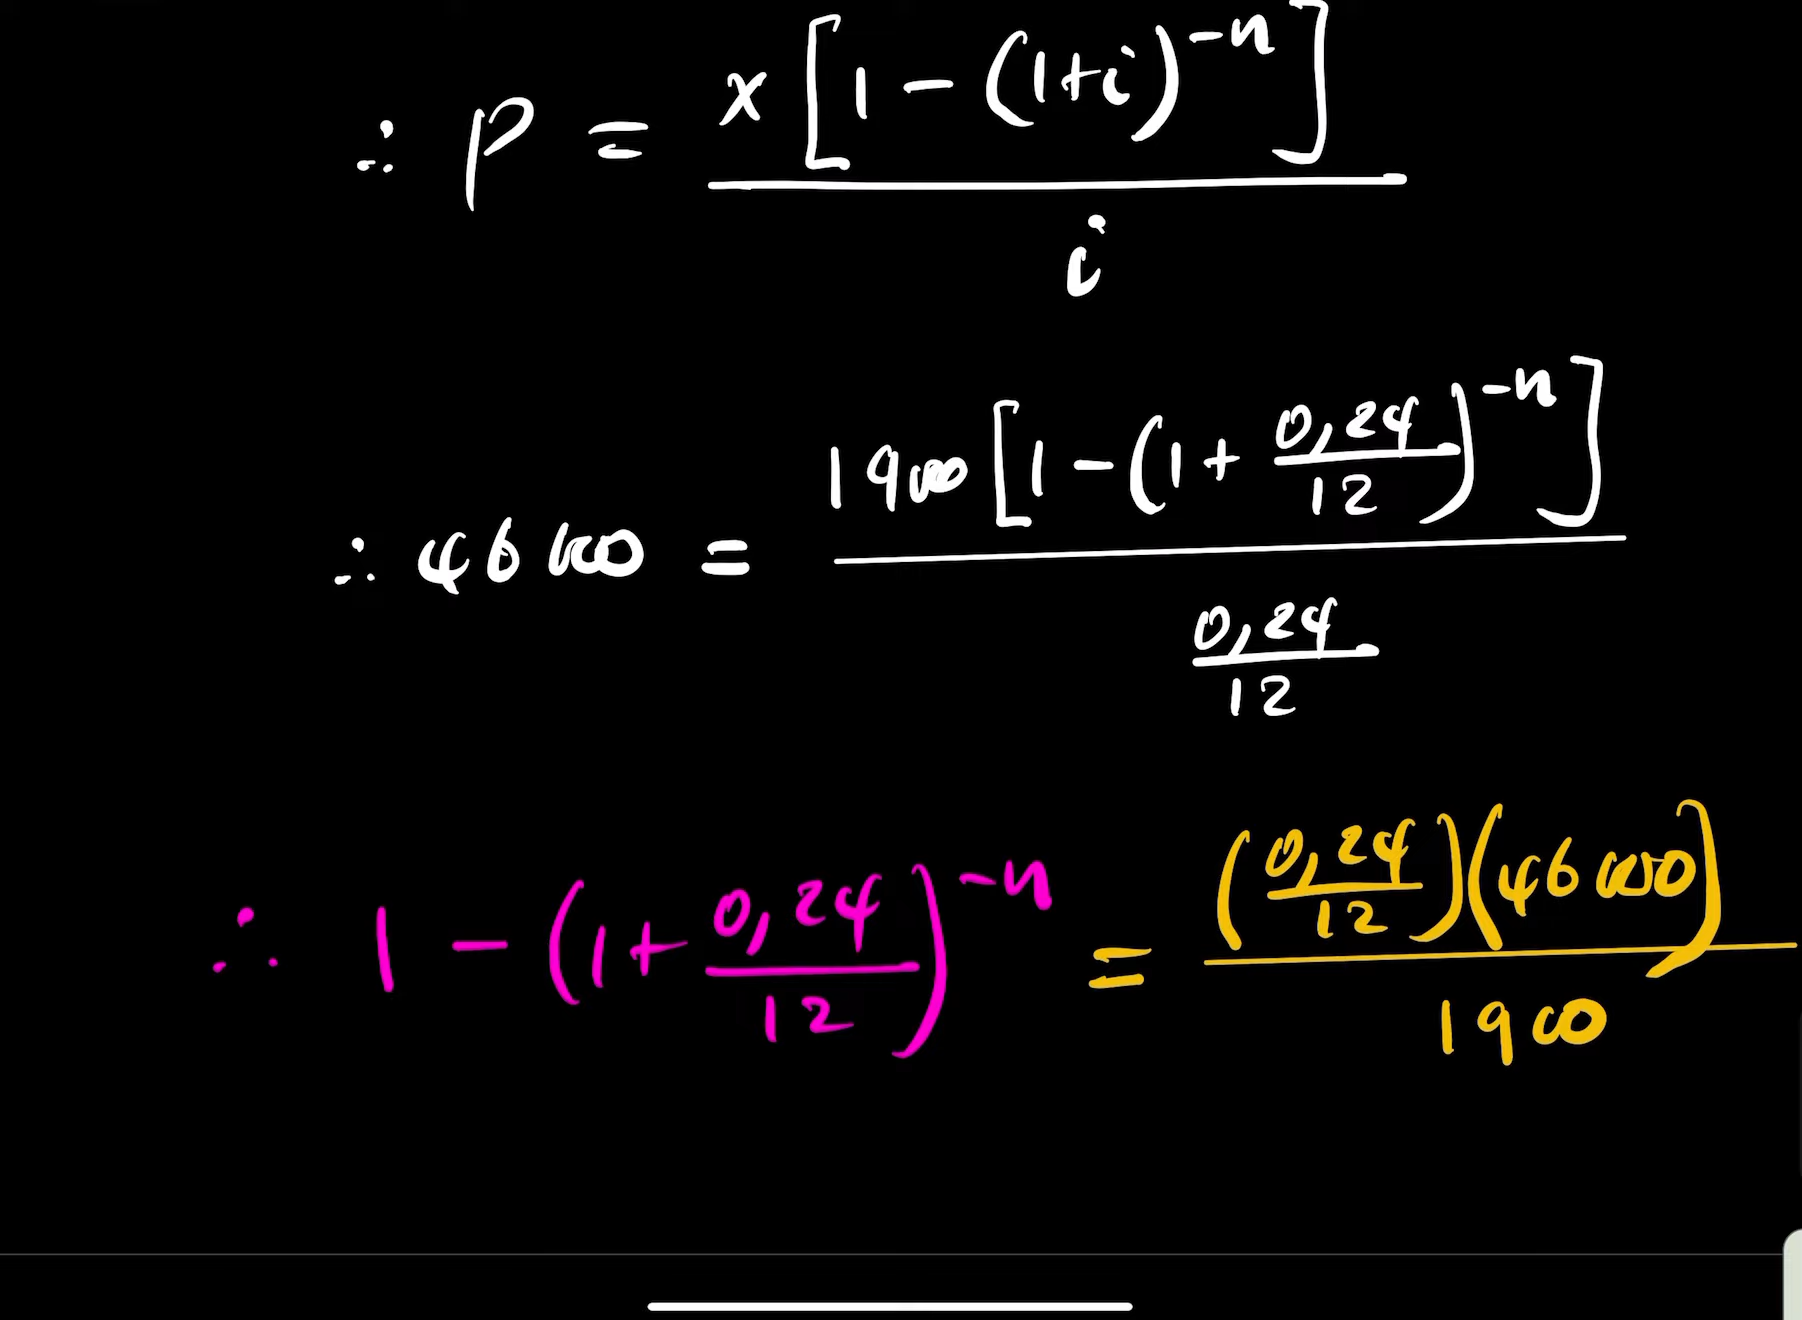 ∴ P = x[1 - (1+i)^-n] / i
∴ 46 000 = 1900[1 - (1 + 0,24/12)^-n] / (0,24/12)
∴ 1 - (1 + 0,24/12)^-n = (0,24/12)(46 000) / 1900